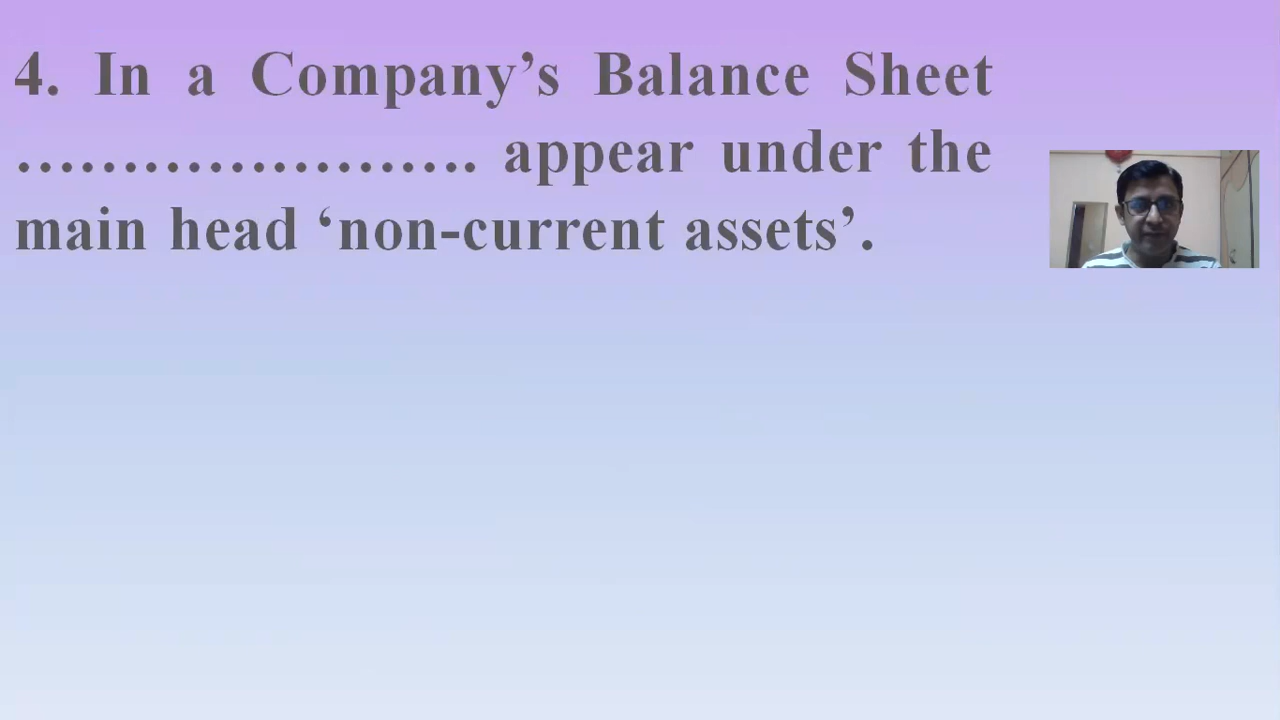 4. In a Company’s Balance Sheet
…………………. appear under the
main head ‘non-current assets’.